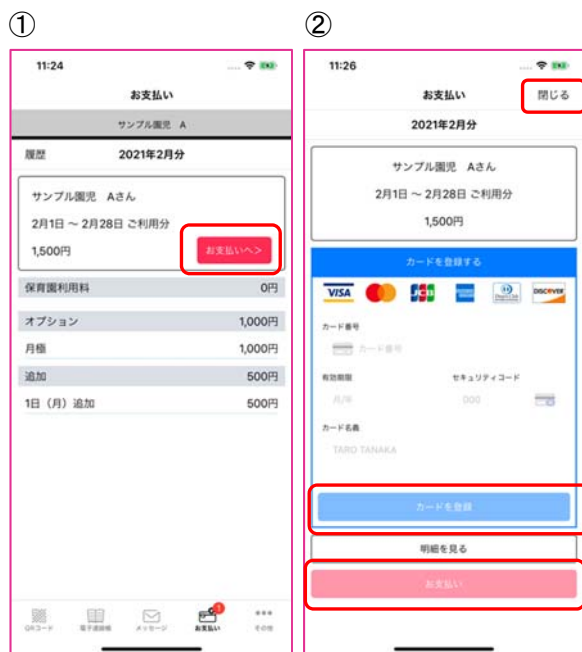 ①
11:24
お支払い
サンプル園児 A
履歴 2021年2月分
サンプル園児 Aさん
2月1日 ～ 2月28日 ご利用分
1,500円 お支払いへ>
保育園利用料 0円
オプション 1,000円
月極 1,000円
追加 500円
1日（月）追加 500円
QRコード 電子連絡帳 メッセージ お支払い 1 その他
②
11:26
お支払い 閉じる
2021年2月分
サンプル園児 Aさん
2月1日 ～ 2月28日 ご利用分
1,500円
カードを登録する
VISA JCB DISCOVER
カード番号
カード番号
有効期限 セキュリティコード
月/年 000
カード名義
TARO TANAKA
カードを登録
明細を見る
お支払い